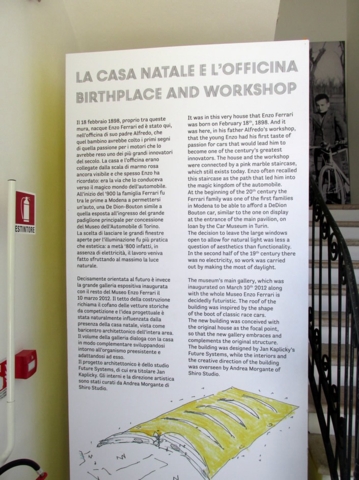 LA CASA NATALE E L'OFFICINA
BIRTHPLACE AND WORKSHOP
Il 18 febbraio 1898, proprio tra queste
mura, nacque Enzo Ferrari ed è stato qui,
nell'officina di suo padre Alfredo, che
quel bambino avrebbe colto i primi segni
di quella passione per i motori che lo
avrebbe reso uno dei più grandi innovatori
del secolo. La casa e l'officina erano
collegate dalla scala di marmo rosa
ancora visibile e che spesso Enzo ha
ricordato: era la via che lo conduceva
verso il magico mondo dell'automobile.
All'inizio del '900 la famiglia Ferrari fu
tra le prime a Modena a permettersi
un'auto, una De Dion-Bouton simile a
quella esposta all'ingresso del grande
padiglione principale per concessione
del Museo dell'Automobile di Torino.
La scelta di lasciare le grandi finestre
aperte per l'illuminazione fu più pratica
che estetica: a metà '800 infatti, in
assenza di elettricità, il lavoro veniva
fatto sfruttando al massimo la luce
naturale.
Decisamente orientata al futuro è invece
la grande galleria espositiva inaugurata
con il resto del Museo Enzo Ferrari il
10 marzo 2012. Il tetto della costruzione
richiama il cofano delle vetture storiche
da competizione e l'idea progettuale è
stata naturalmente influenzata dalla
presenza della casa natale, vista come
baricentro architettonico dell'intera area.
Il volume della galleria dialoga con la casa
in modo complementare sviluppandosi
intorno all'organismo preesistente e
adattandosi ad esso.
Il progetto architettonico è dello studio
Future Systems, di cui era titolare Jan
Kaplicky. Gli interni e la direzione artistica
sono stati curati da Andrea Morgante di
Shiro Studio.
It was in this very house that Enzo Ferrari
was born on February 18th, 1898. And it
was here, in his father Alfredo's workshop,
that the young Enzo had his first taste of
passion for cars that would lead him to
become one of the century's greatest
innovators. The house and the workshop
were connected by a pink marble staircase,
which still exists today. Enzo often recalled
this staircase as the path that led him into
the magic kingdom of the automobile.
At the beginning of the 20th century the
Ferrari family was one of the first families
in Modena to be able to afford a DeDion
Bouton car, similar to the one on display
at the entrance of the main pavilion, on
loan by the Car Museum in Turin.
The decision to leave the large windows
open to allow for natural light was less a
question of aesthetics than functionality.
In the second half of the 19th century there
was no electricity, so work was carried
out by making the most of daylight.
The museum's main gallery, which was
inaugurated on March 10th 2012 along
with the whole Museo Enzo Ferrari is
decidedly futuristic. The roof of the
building was inspired by the shape
of the boot of classic race cars.
The new building was conceived with
the original house as the focal point,
so that the new gallery embraces and
complements the original structure.
The building was designed by Jan Kaplicky's
Future Systems, while the interiors and
the creative direction of the building
was overseen by Andrea Morgante of
Shiro Studio.
ESTINTORE